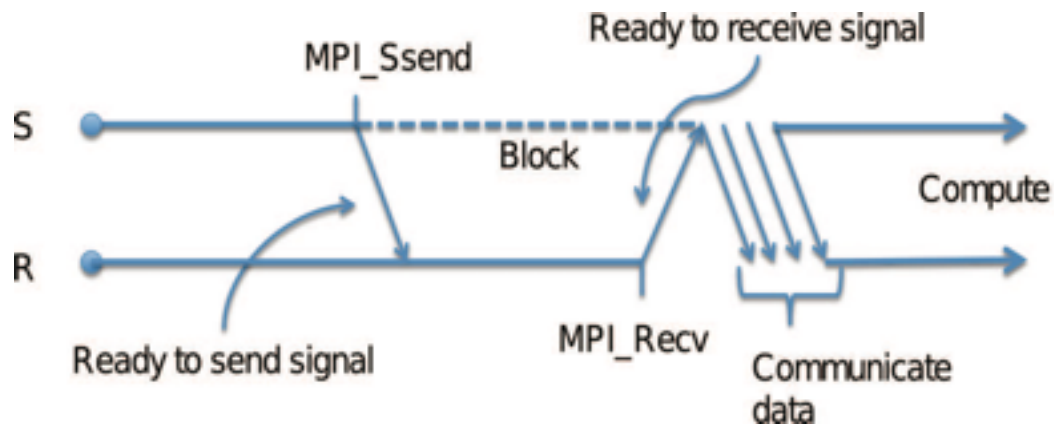 Ready to receive signal
MPI_Ssend
S
Block
Compute
R
MPI_Recv
Ready to send signal
Communicate
data